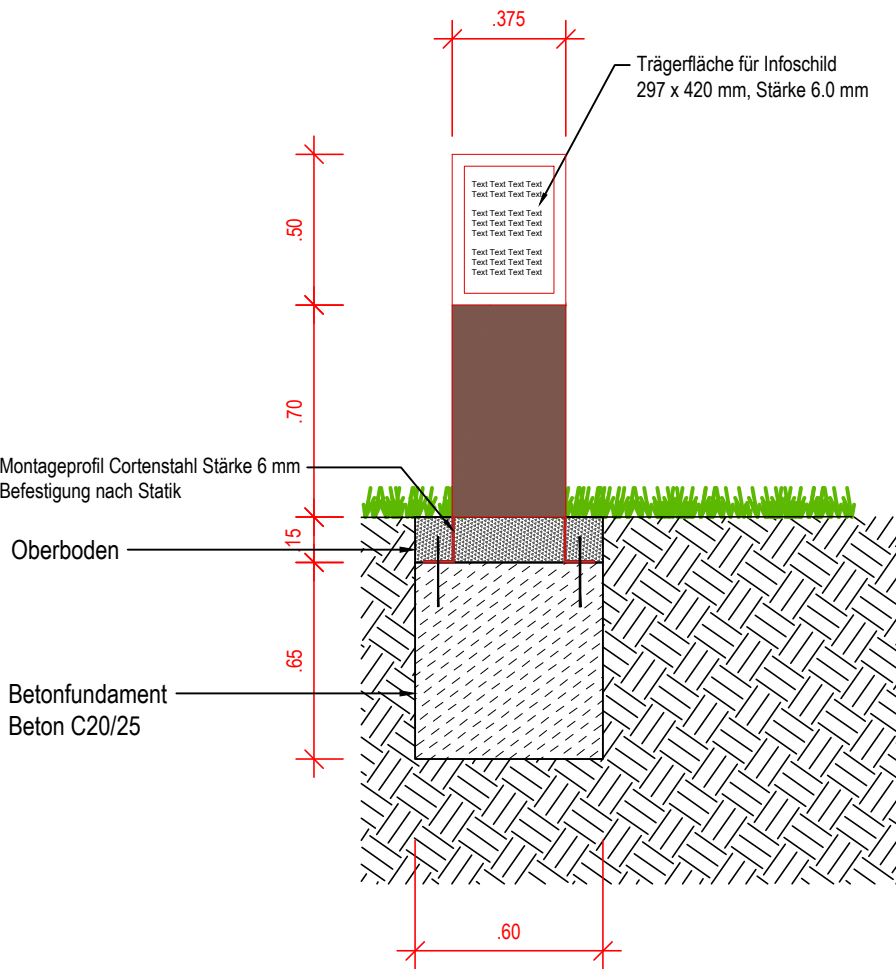 .375
Trägerfläche für Infoschild
297 x 420 mm, Stärke 6.0 mm
Text Text Text Text
Text Text Text Text
Text Text Text Text
Text Text Text Text
Text Text Text Text
Text Text Text Text
Text Text Text Text
Text Text Text Text
.50
.70
Montageprofil Cortenstahl Stärke 6 mm
Befestigung nach Statik
.15
Oberboden
.65
Betonfundament
Beton C20/25
.60